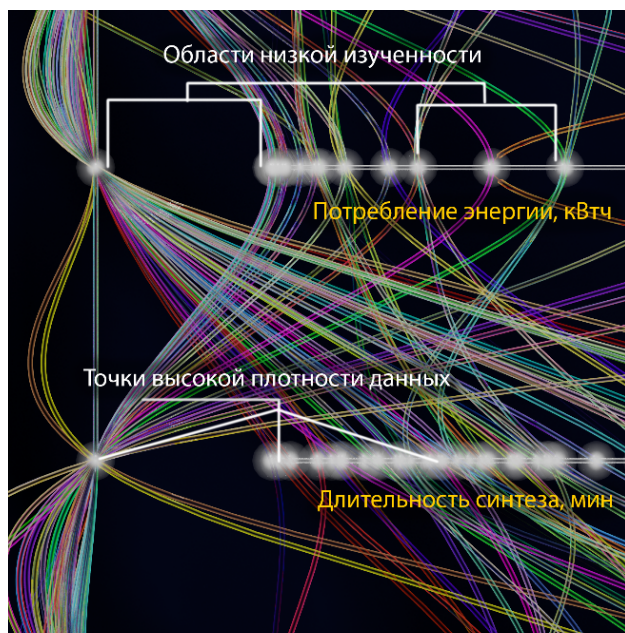 Области низкой изученности
Потребление энергии, кВтч
Точки высокой плотности данных
Длительность синтеза, мин